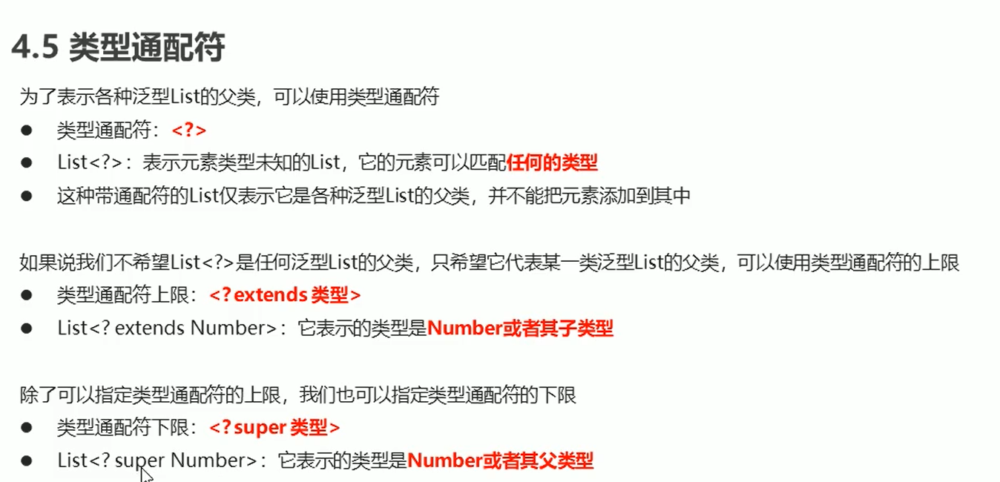 4.5 类型通配符
为了表示各种泛型List的父类，可以使用类型通配符
● 类型通配符：<?>
● List<?>：表示元素类型未知的List，它的元素可以匹配任何的类型
● 这种带通配符的List仅表示它是各种泛型List的父类，并不能把元素添加到其中
如果说我们不希望List<?>是任何泛型List的父类，只希望它代表某一类泛型List的父类，可以使用类型通配符的上限
● 类型通配符上限：<? extends 类型>
● List<? extends Number>：它表示的类型是Number或者其子类型
除了可以指定类型通配符的上限，我们也可以指定类型通配符的下限
● 类型通配符下限：<? super 类型>
● List<? super Number>：它表示的类型是Number或者其父类型